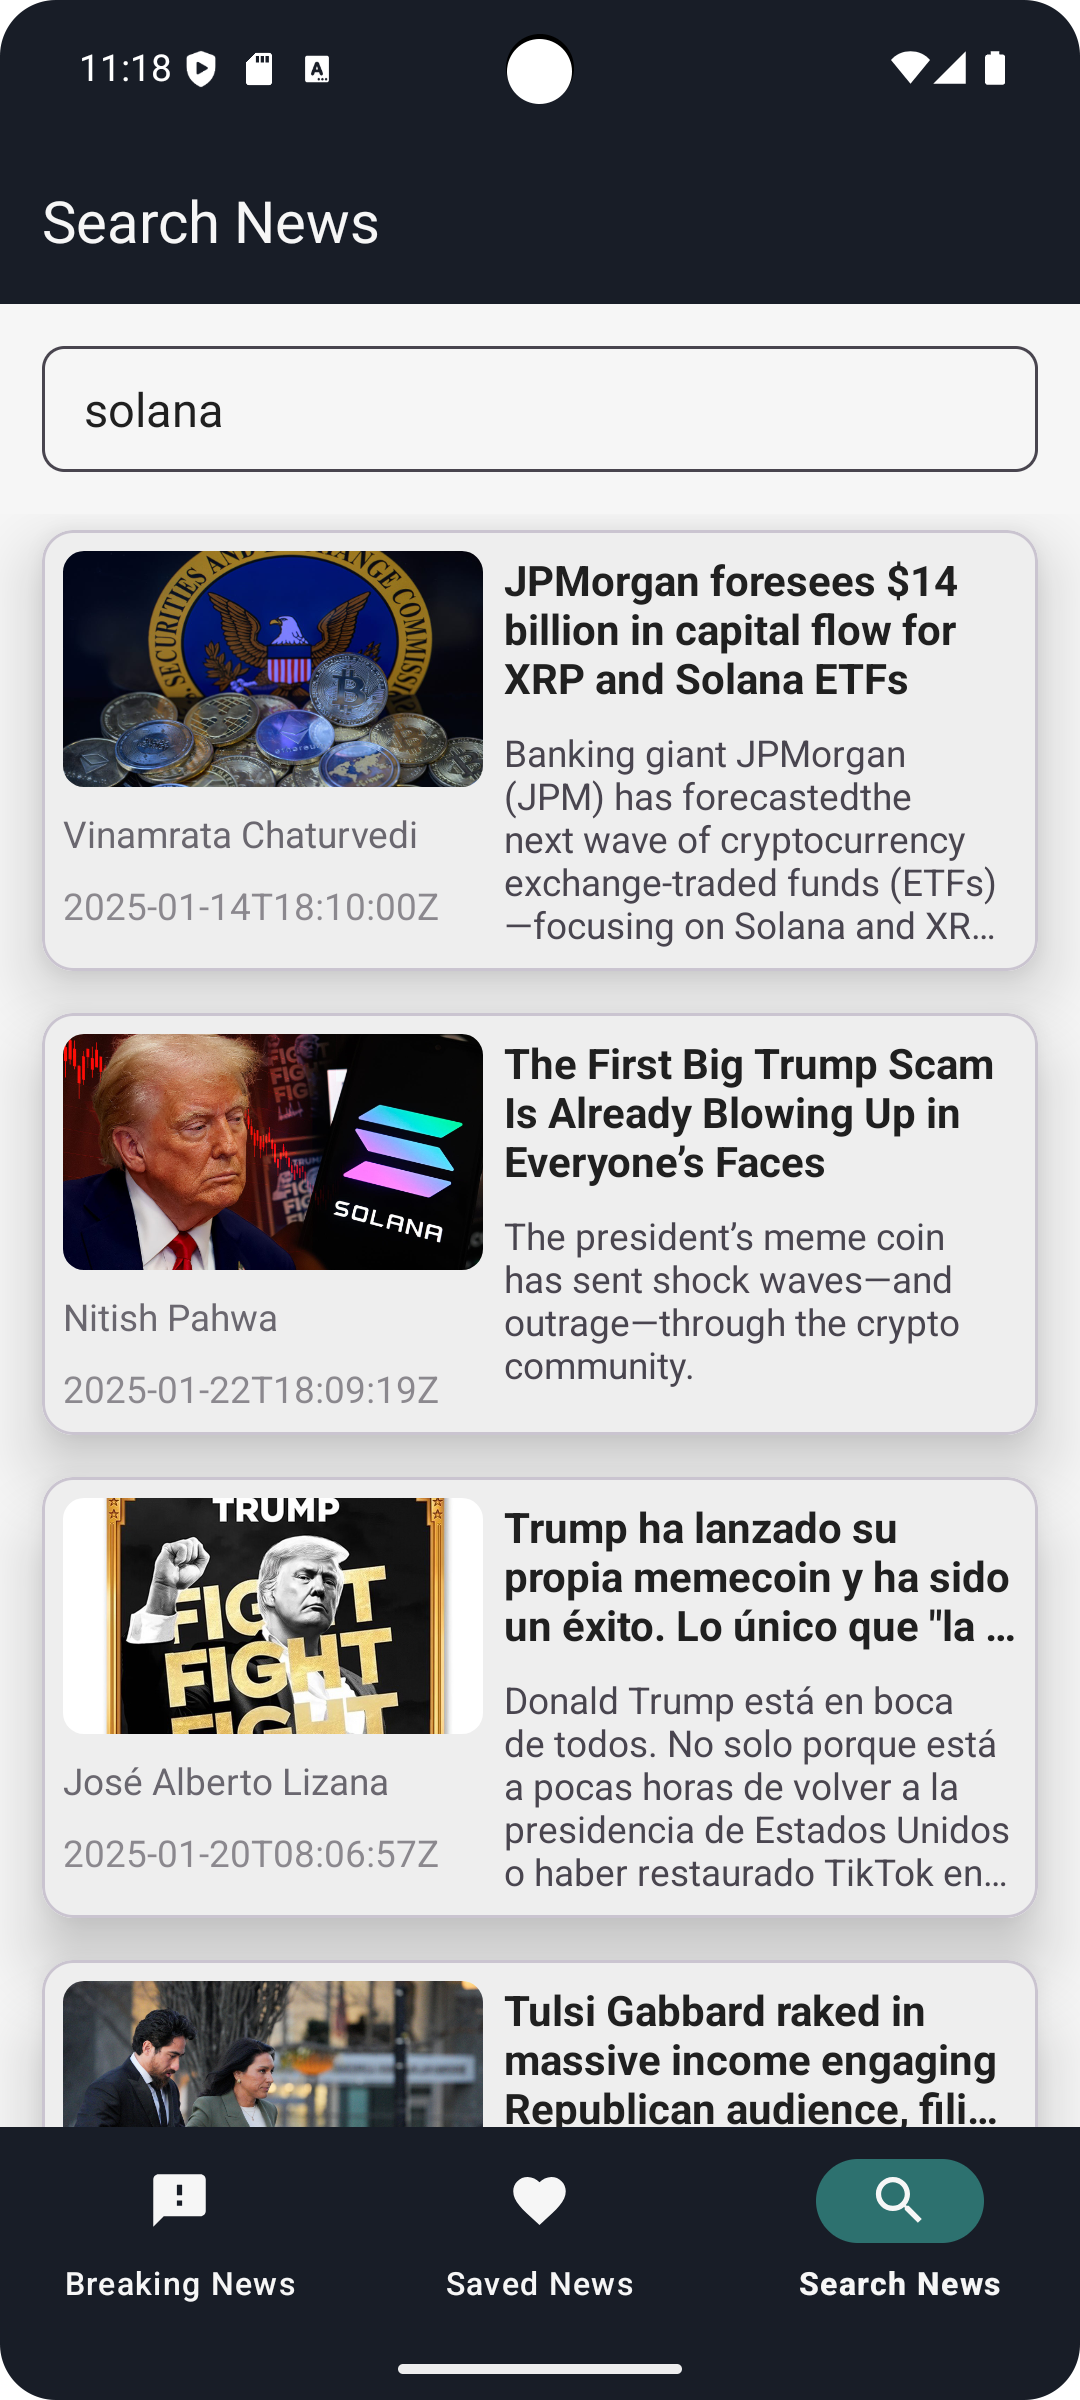 11:18
Search News
solana
SECURITIES AND EXCHANGE COMMISSI
JPMorgan foresees $14
billion in capital flow for
XRP and Solana ETFs
Banking giant JPMorgan
(JPM) has forecastedthe
next wave of cryptocurrency
exchange-traded funds (ETFs)
—focusing on Solana and XR…
Vinamrata Chaturvedi
2025-01-14T18:10:00Z
SOLANA
The First Big Trump Scam
Is Already Blowing Up in
Everyone’s Faces
The president’s meme coin
has sent shock waves—and
outrage—through the crypto
community.
Nitish Pahwa
2025-01-22T18:09:19Z
TRUMP
FIGHT
FIGHT
FIGHT
Trump ha lanzado su
propia memecoin y ha sido
un éxito. Lo único que "la …
Donald Trump está en boca
de todos. No solo porque está
a pocas horas de volver a la
presidencia de Estados Unidos
o haber restaurado TikTok en…
José Alberto Lizana
2025-01-20T08:06:57Z
Tulsi Gabbard raked in
massive income engaging
Republican audience, fili…
Breaking News
Saved News
Search News